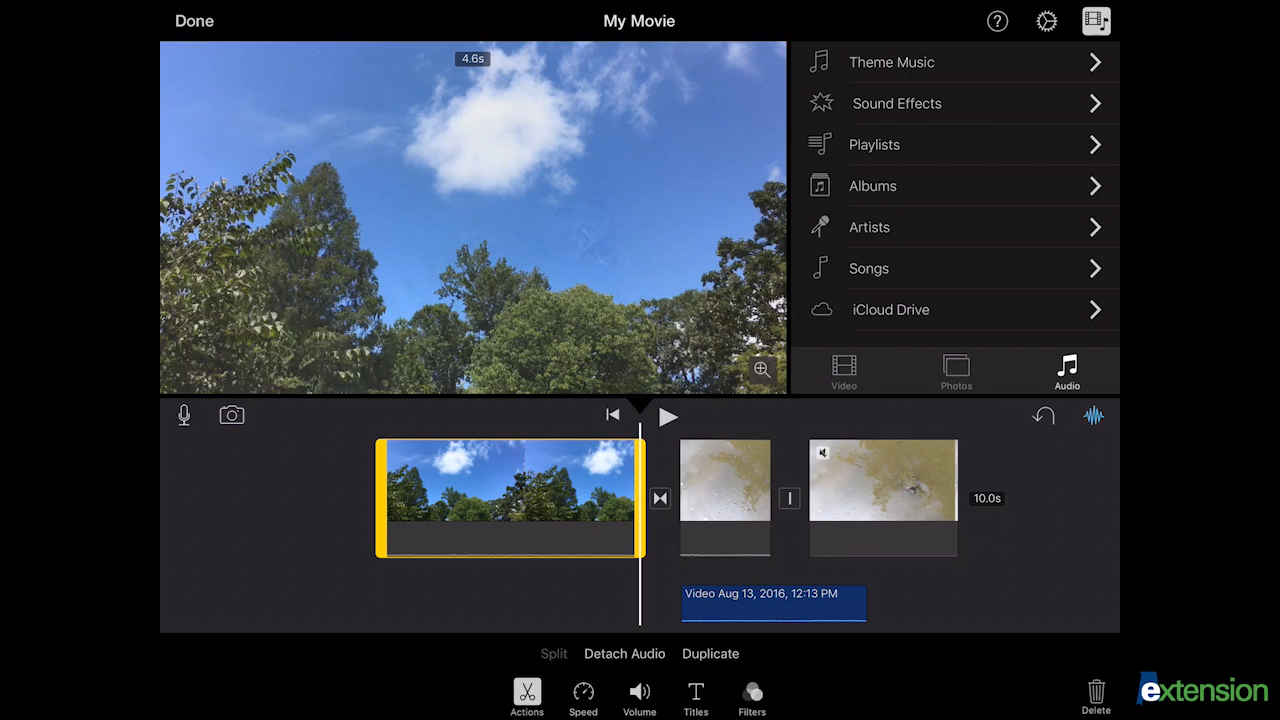 Done
My Movie
4.6s
Theme Music
Sound Effects
Playlists
Albums
Artists
Songs
iCloud Drive
Video
Photos
Audio
10.0s
Video Aug 13, 2016, 12:13 PM
Split
Detach Audio
Duplicate
Actions
Speed
Volume
Titles
Filters
Delete
extension